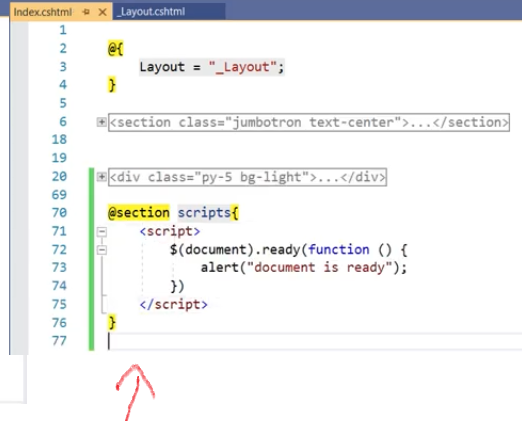 Index.cshtml _Layout.cshtml
1
2 @{
3 Layout = "_Layout";
4 }
5
6 <section class="jumbotron text-center">...</section>
18
19
20 <div class="py-5 bg-light">...</div>
69
70 @section scripts{
71 <script>
72 $(document).ready(function () {
73 alert("document is ready");
74 })
75 </script>
76 }
77